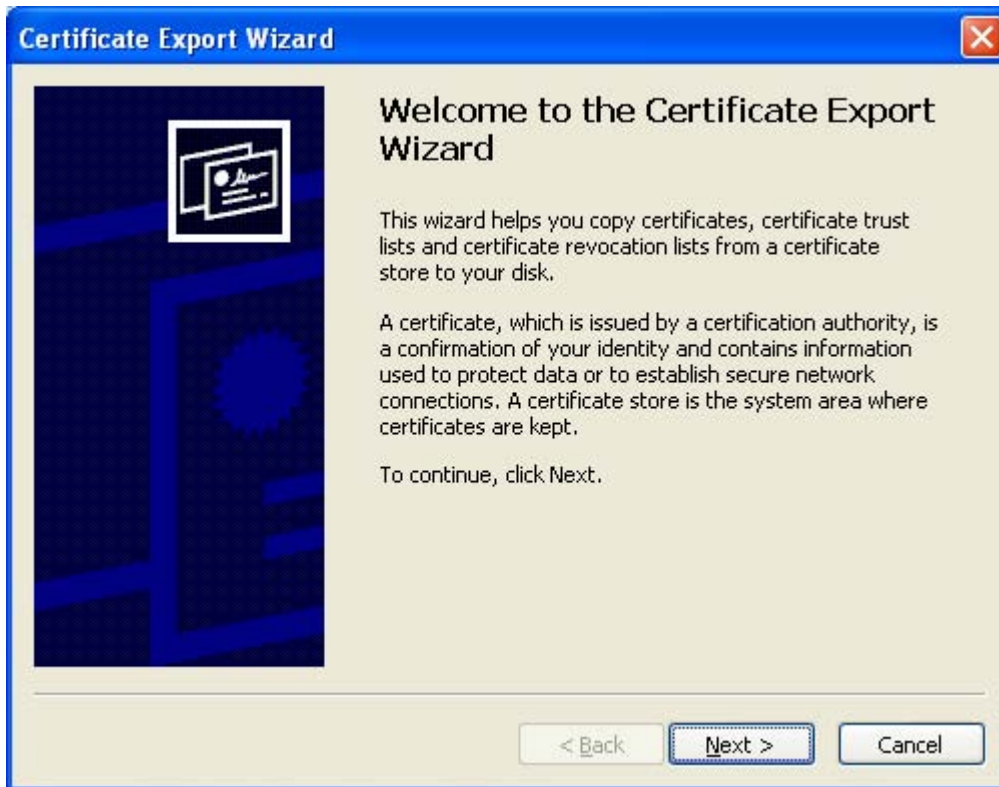 Certificate Export Wizard
Welcome to the Certificate Export
Wizard
This wizard helps you copy certificates, certificate trust
lists and certificate revocation lists from a certificate
store to your disk.
A certificate, which is issued by a certification authority, is
a confirmation of your identity and contains information
used to protect data or to establish secure network
connections. A certificate store is the system area where
certificates are kept.
To continue, click Next.
< Back
Next >
Cancel